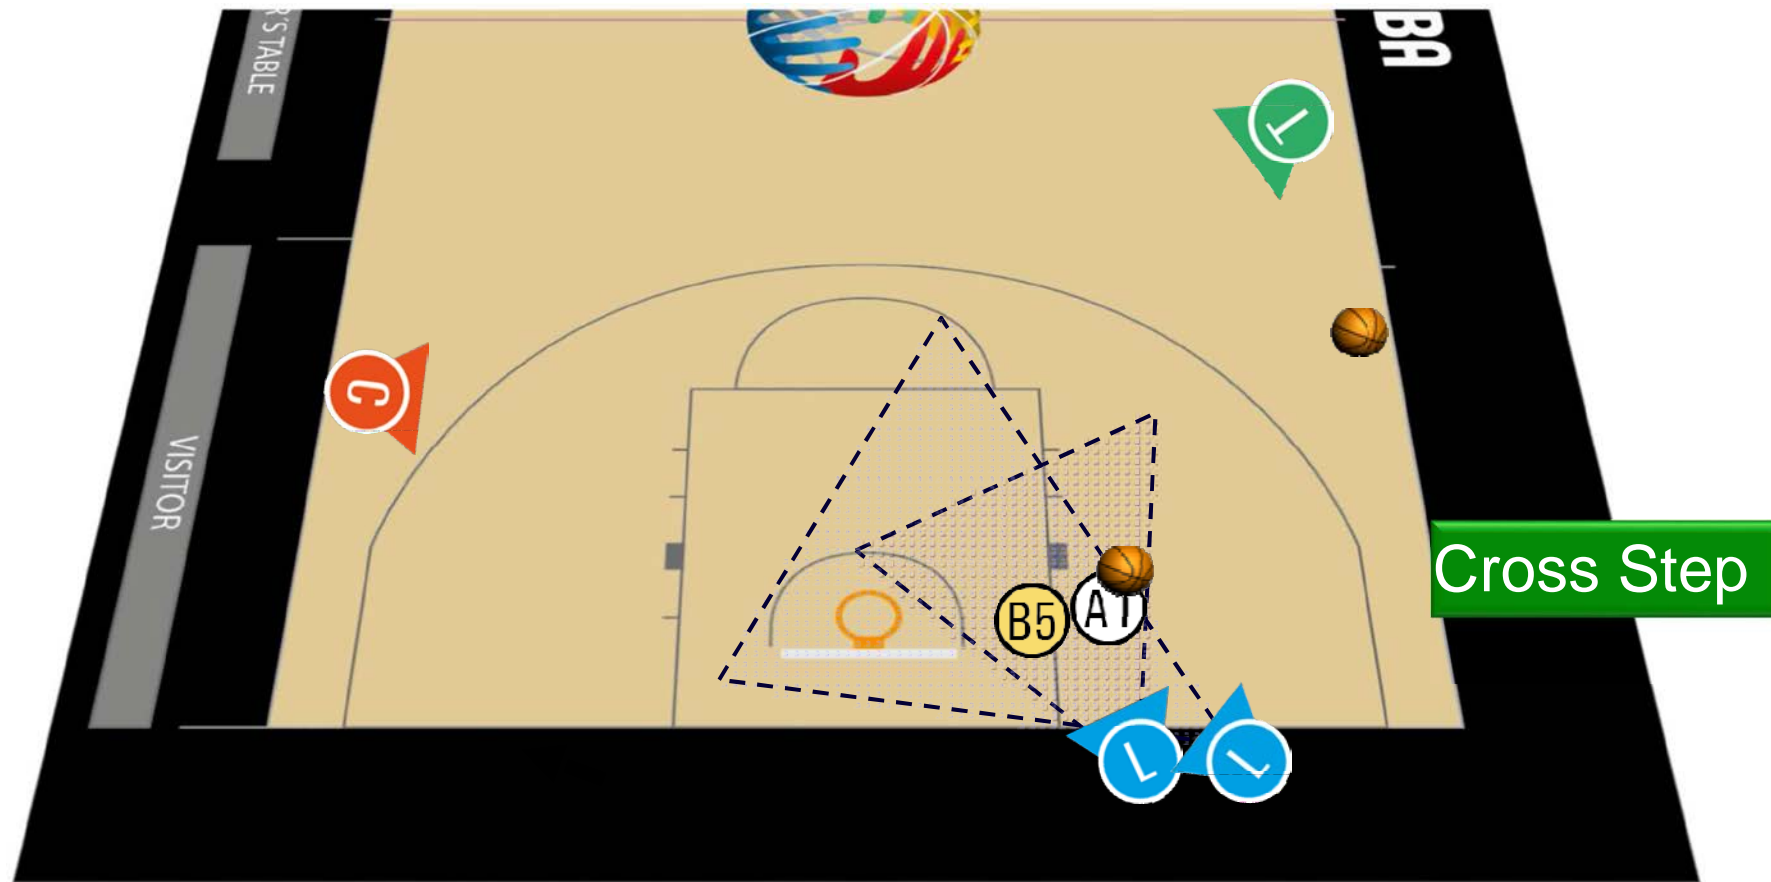 R'S TABLE
BA
T
C
VISITOR
Cross Step
B5
A1
L
L